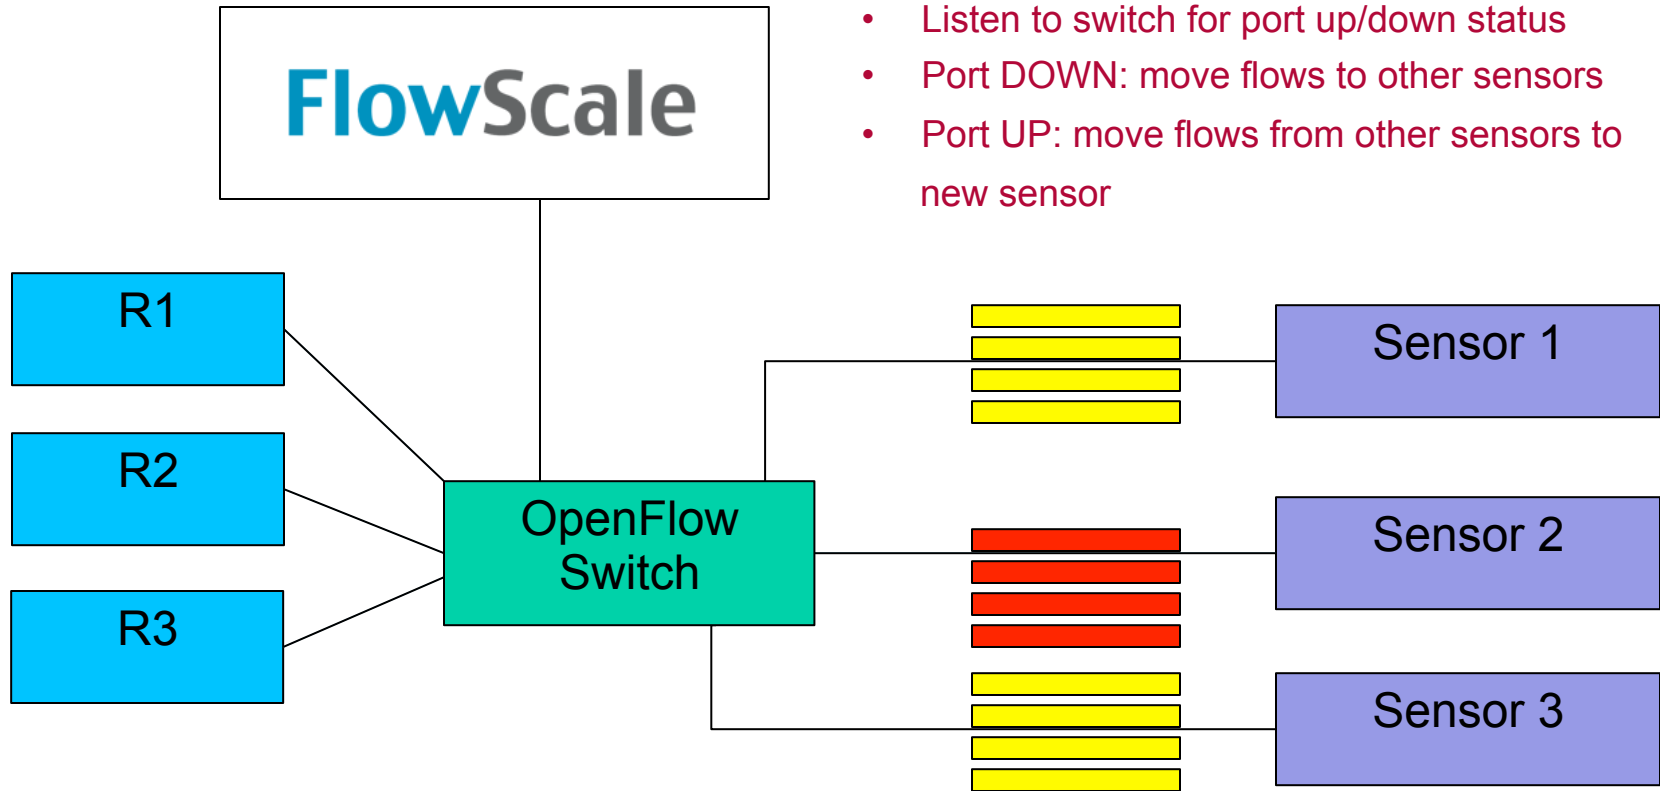 FlowScale
• Listen to switch for port up/down status
• Port DOWN: move flows to other sensors
• Port UP: move flows from other sensors to
new sensor
R1
R2
R3
OpenFlow
Switch
Sensor 1
Sensor 2
Sensor 3